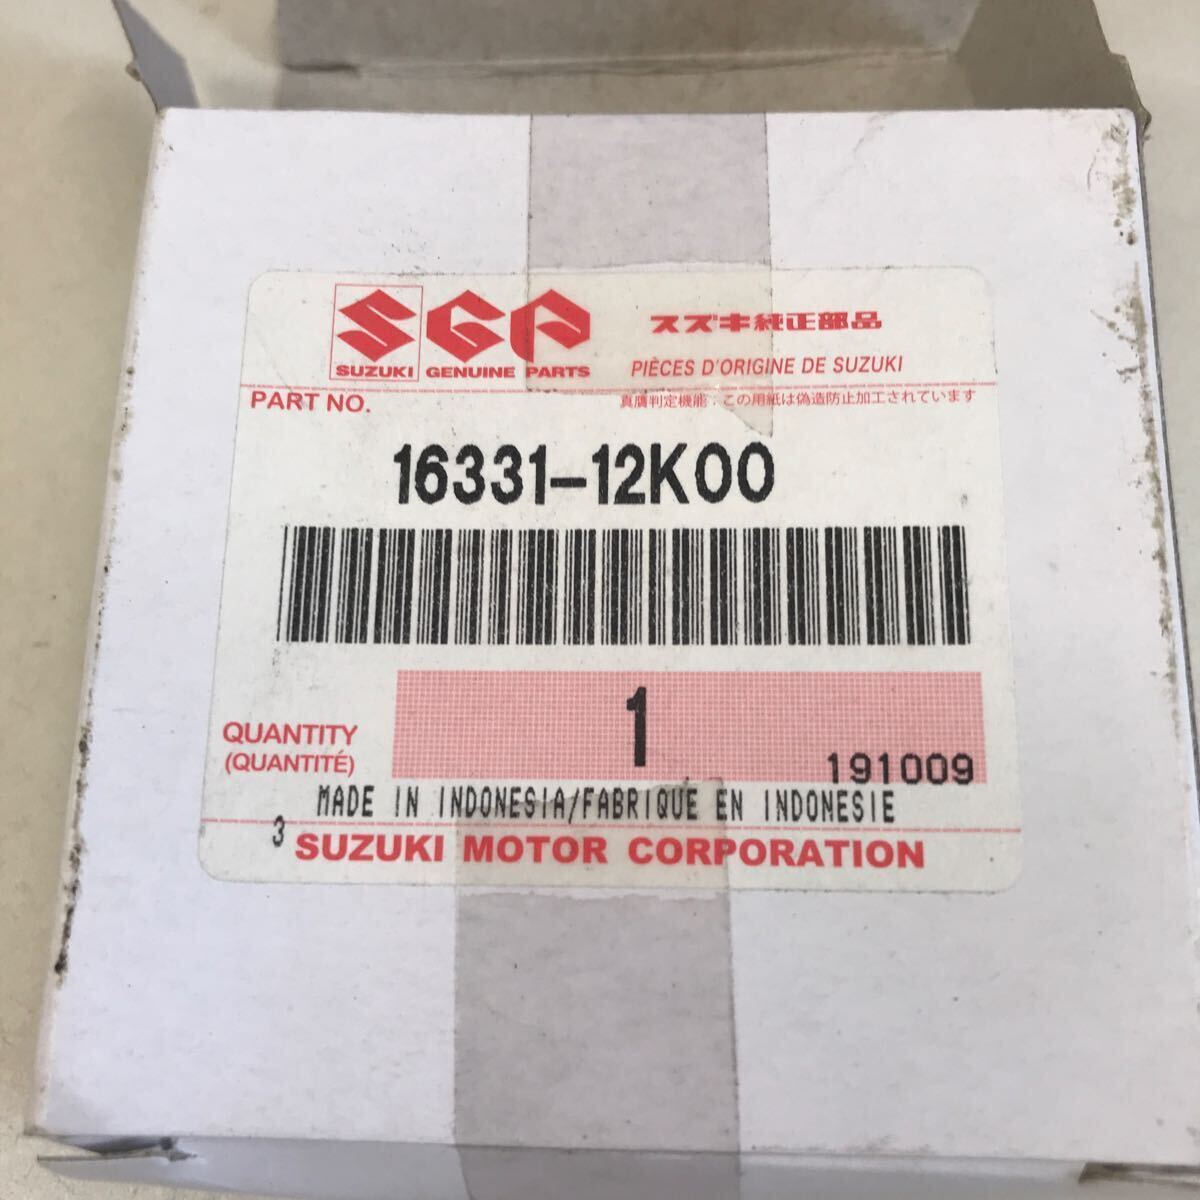 SGP
SUZUKI GENUINE PARTS
スズキ純正部品
PIÈCES D'ORIGINE DE SUZUKI
PART NO.
真贋判定機能:この用紙は偽造防止加工されています
16331-12K00
QUANTITY
(QUANTITÉ)
1
191009
MADE IN INDONESIA/FABRIQUE EN INDONESIE
3
SUZUKI MOTOR CORPORATION